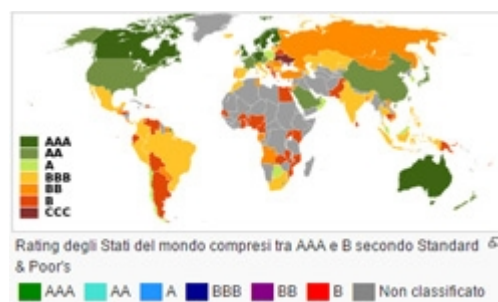 AAA
AA
A
BBB
BB
B
CCC
Rating degli Stati del mondo compresi tra AAA e B secondo Standard
& Poor's
AAA AA A BBB BB B Non classificato